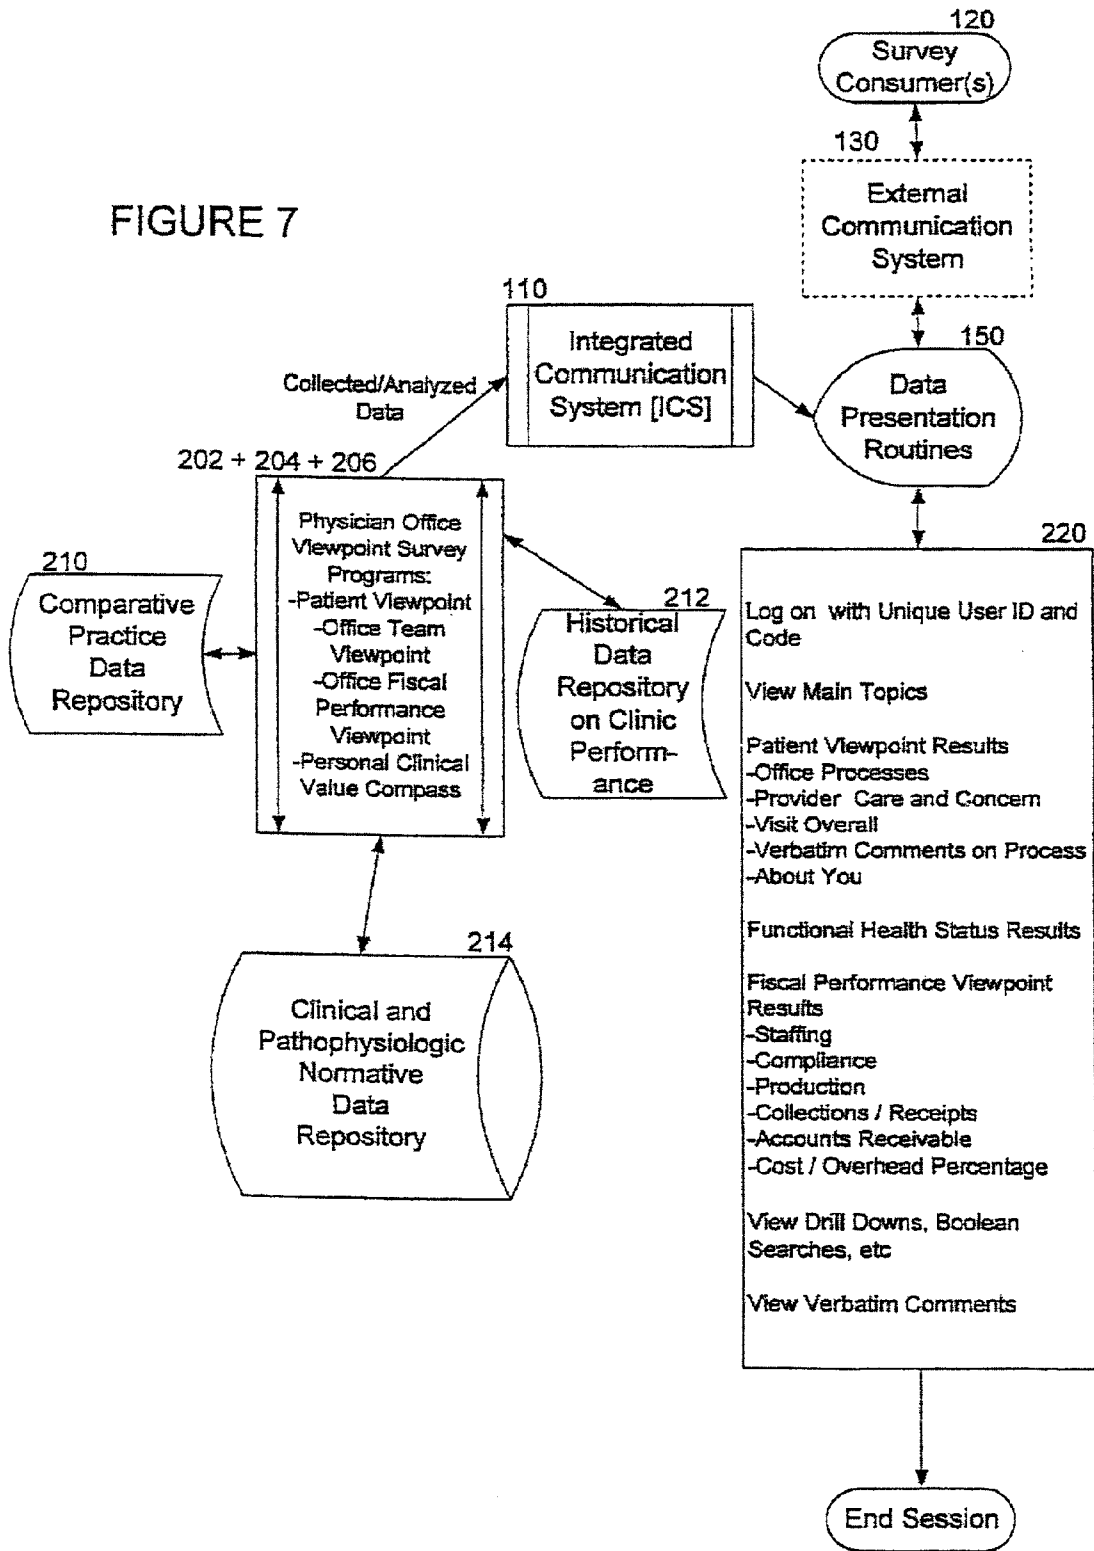 120
Survey
Consumer(s)
130
External
Communication
System
FIGURE 7
110
Integrated
Communication
System [ICS]
150
Data
Presentation
Routines
Collected/Analyzed
Data
202 + 204 + 206
Physician Office
Viewpoint Survey
Programs:
-Patient Viewpoint
-Office Team
Viewpoint
-Office Fiscal
Performance
Viewpoint
-Personal Clinical
Value Compass
210
Comparative
Practice
Data
Repository
212
Historical
Data
Repository
on Clinic
Perform-
ance
214
Clinical and
Pathophysiologic
Normative
Data
Repository
220
Log on with Unique User ID and
Code
View Main Topics
Patient Viewpoint Results
-Office Processes
-Provider Care and Concern
-Visit Overall
-Verbatim Comments on Process
-About You
Functional Health Status Results
Fiscal Performance Viewpoint
Results
-Staffing
-Compliance
-Production
-Collections / Receipts
-Accounts Receivable
-Cost / Overhead Percentage
View Drill Downs, Boolean
Searches, etc
View Verbatim Comments
End Session